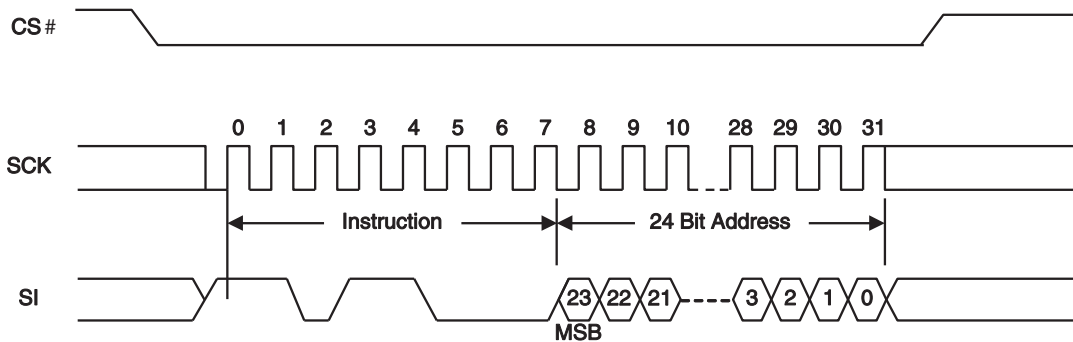 CS #
0 1 2 3 4 5 6 7 8 9 10 28 29 30 31
SCK
Instruction 24 Bit Address
SI 23 22 21 3 2 1 0
MSB